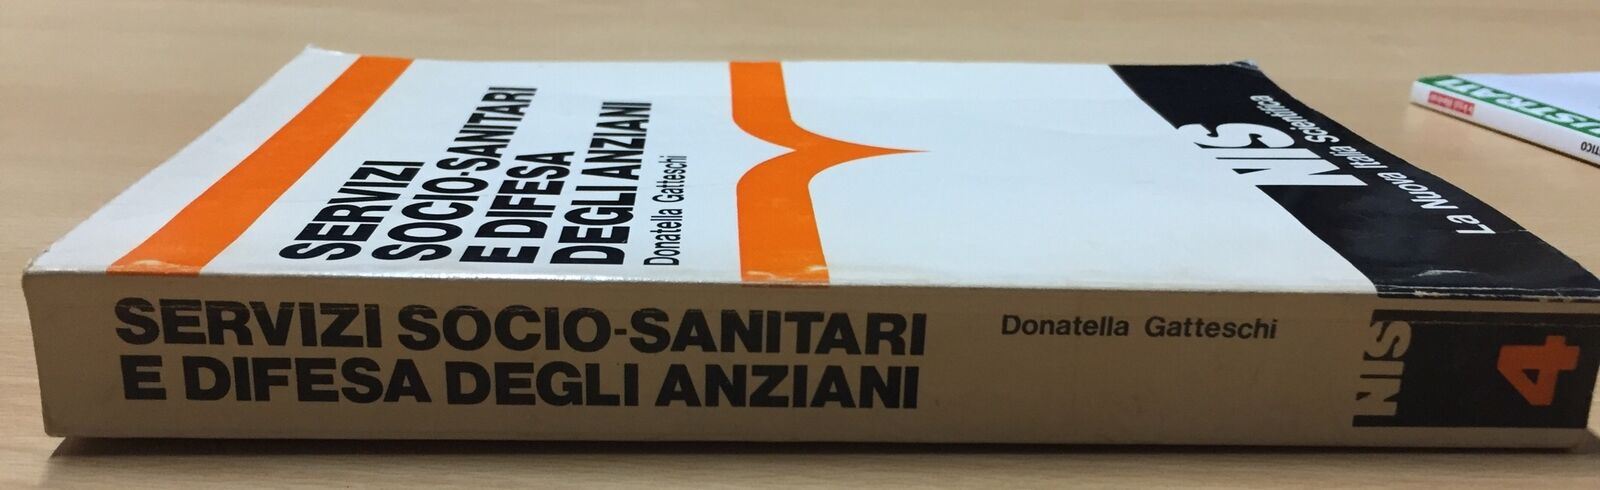 SERVIZI
SOCIO-SANITARI
E DIFESA
DEGLI ANZIANI
Donatella Gatteschi
NIS
La Nuova Italia Scientifica
SERVIZI SOCIO-SANITARI
E DIFESA DEGLI ANZIANI
Donatella Gatteschi
NIS
4